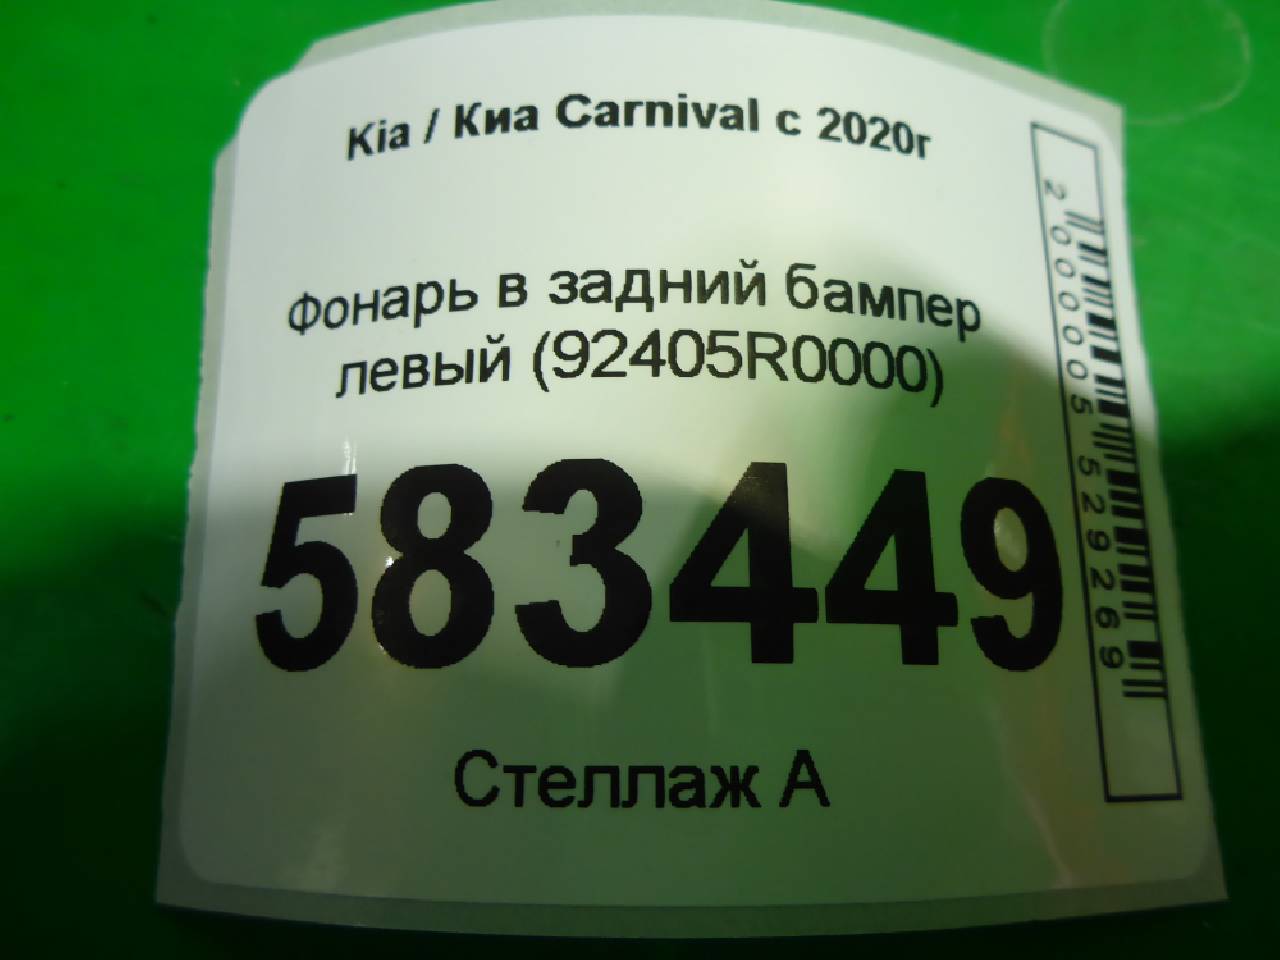 Kia / Киа Carnival с 2020г
Фонарь в задний бампер
левый (92405R0000)
583449
Стеллаж А
2000005529269